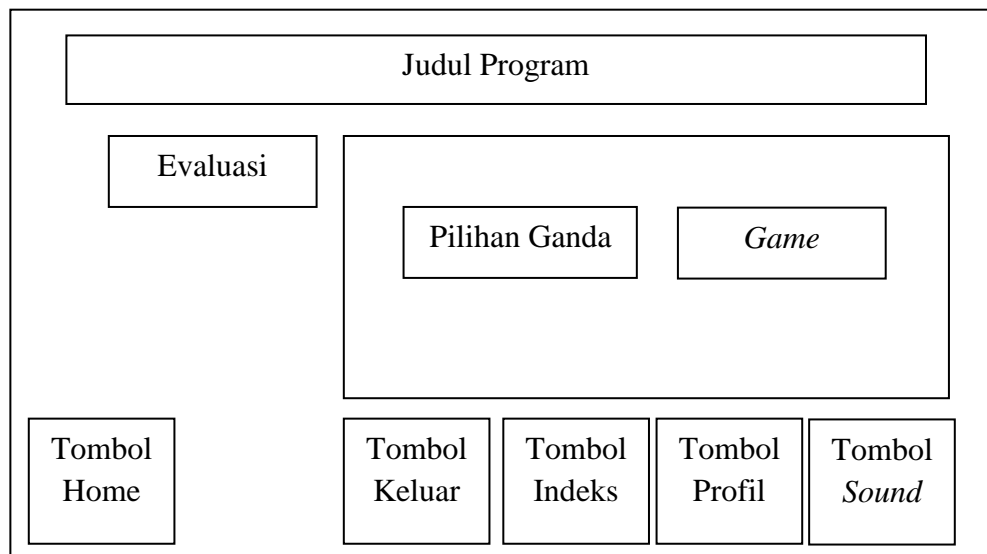 Judul Program
Evaluasi
Pilihan Ganda
Game
Tombol
Home
Tombol
Keluar
Tombol
Indeks
Tombol
Profil
Tombol
Sound